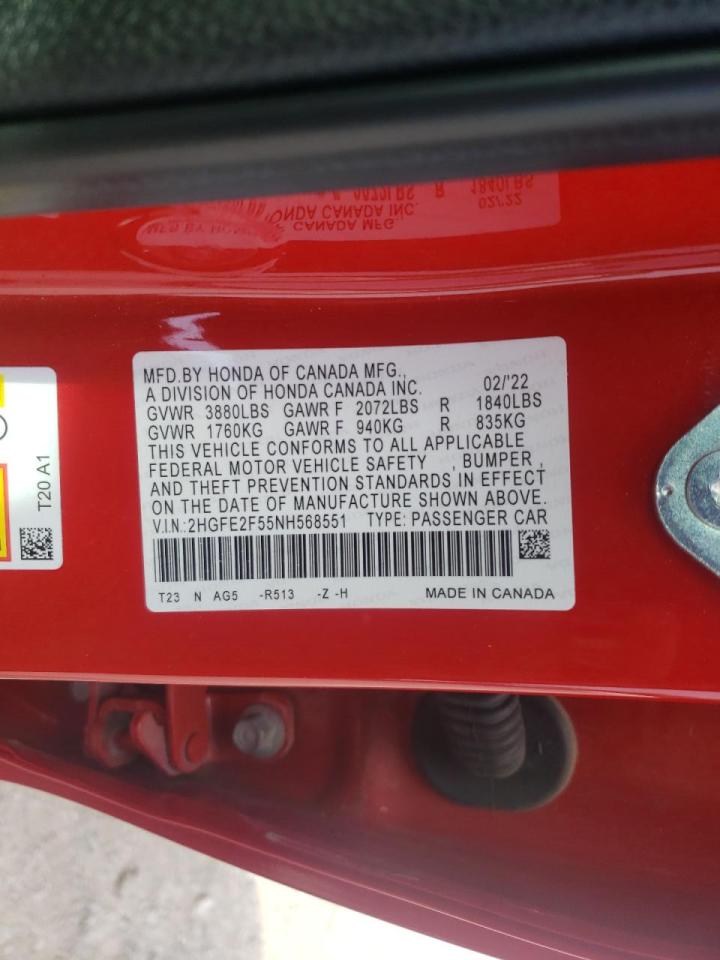 MFD.BY HONDA OF CANADA MFG.,
A DIVISION OF HONDA CANADA INC. 02/'22
GVWR 3880LBS GAWR F 2072LBS R 1840LBS
GVWR 1760KG GAWR F 940KG R 835KG
THIS VEHICLE CONFORMS TO ALL APPLICABLE
FEDERAL MOTOR VEHICLE SAFETY , BUMPER ,
AND THEFT PREVENTION STANDARDS IN EFFECT
ON THE DATE OF MANUFACTURE SHOWN ABOVE.
V.I.N.:2HGFE2F55NH568551 TYPE: PASSENGER CAR
T23 N AG5 -R513 -Z -H MADE IN CANADA
T20 A1